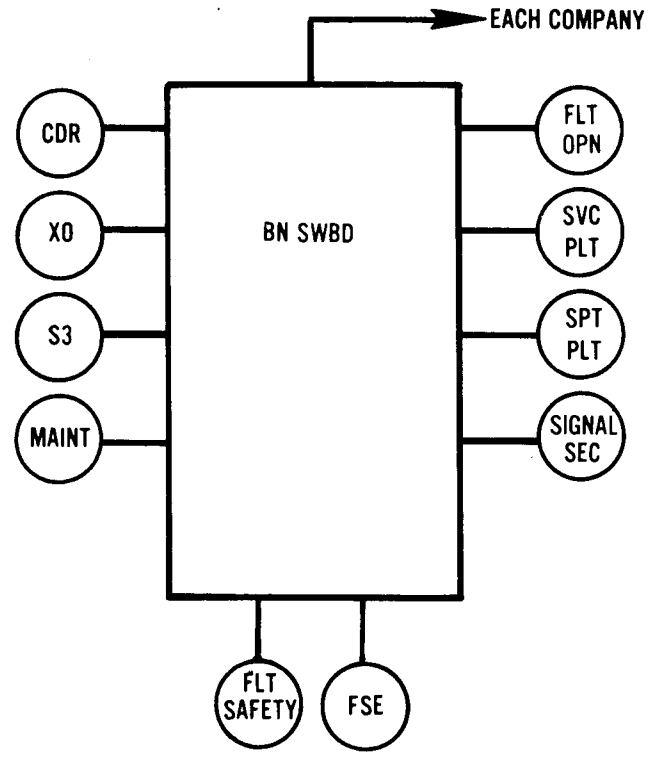 EACH COMPANY
CDR
FLT
OPN
XO
BN SWBD
SVC
PLT
S3
SPT
PLT
MAINT
SIGNAL
SEC
FLT
SAFETY
FSE